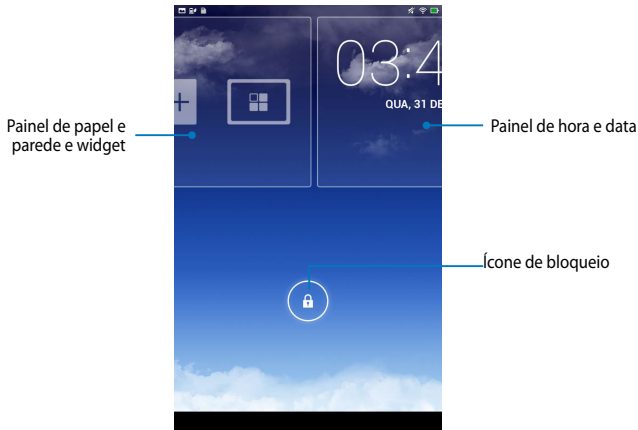 03:4
QUA, 31 DE
Painel de papel e
parede e widget
Painel de hora e data
Ícone de bloqueio